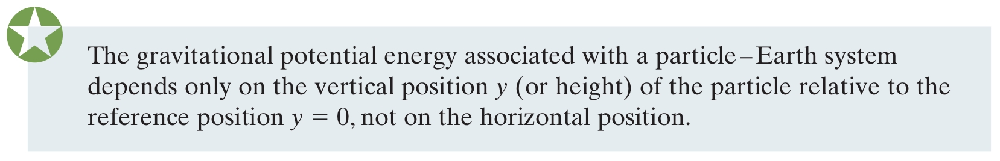 The gravitational potential energy associated with a particle–Earth system
depends only on the vertical position y (or height) of the particle relative to the
reference position y = 0, not on the horizontal position.